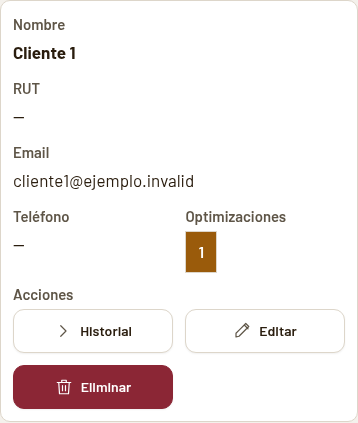 Nombre
Cliente 1
RUT
—
Email
cliente1@ejemplo.invalid
Teléfono
Optimizaciones
—
1
Acciones
Historial
Editar
Eliminar